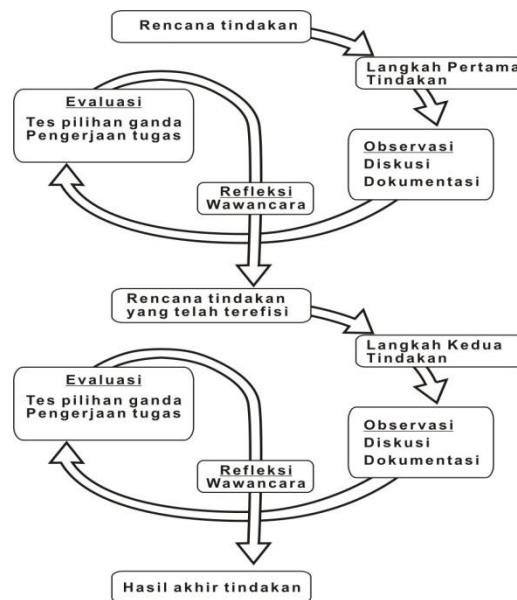 Rencana tindakan
Langkah Pertama
Tindakan
Evaluasi
Tes pilihan ganda
Pengerjaan tugas
Observasi
Diskusi
Dokumentasi
Refleksi
Wawancara
Rencana tindakan
yang telah terefisi
Langkah Kedua
Tindakan
Evaluasi
Tes pilihan ganda
Pengerjaan tugas
Observasi
Diskusi
Dokumentasi
Refleksi
Wawancara
Hasil akhir tindakan